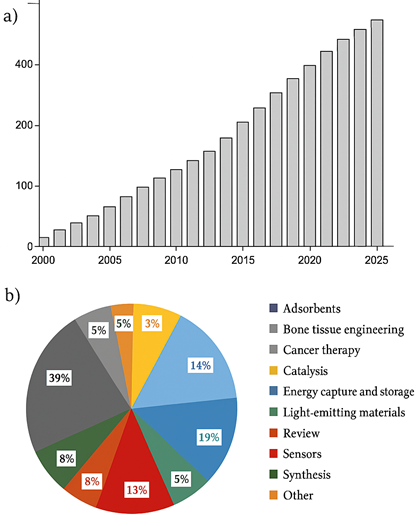 a)
400
200
100
0
2000
2005
2010
2015
2020
2025
b)
5%
5%
3%
14%
39%
19%
8%
8%
13%
5%
Adsorbents
Bone tissue engineering
Cancer therapy
Catalysis
Energy capture and storage
Light-emitting materials
Review
Sensors
Synthesis
Other